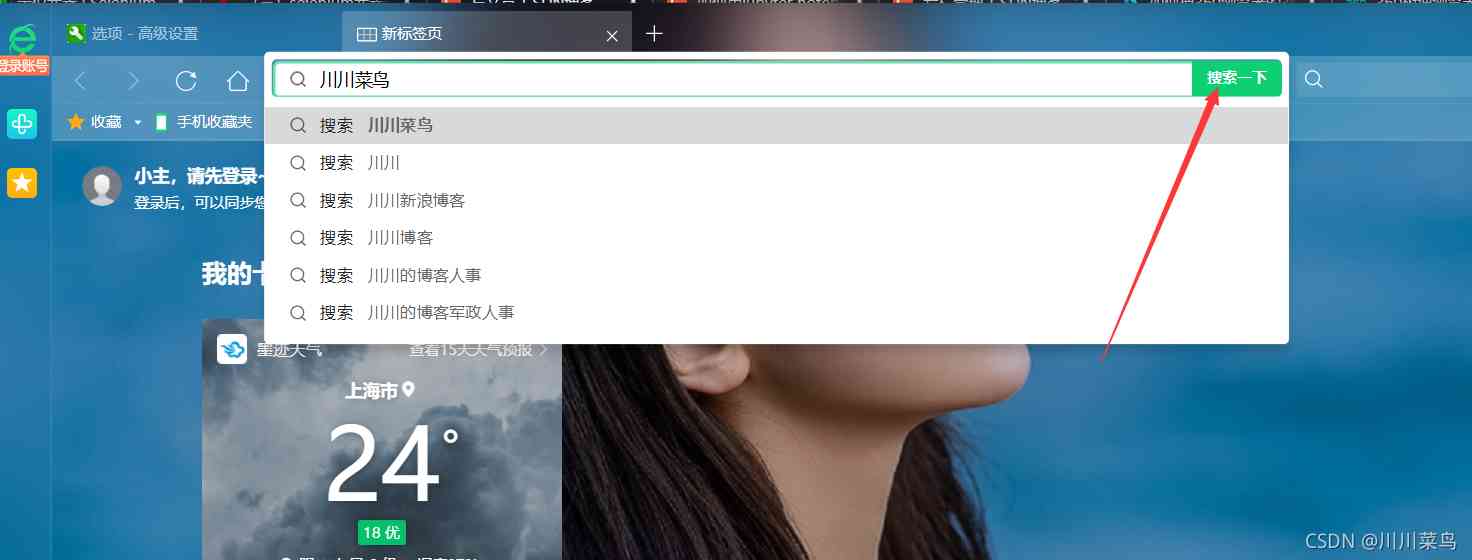 选项 - 高级设置
新标签页
登录账号
川川菜鸟
搜索一下
收藏
手机收藏夹
搜索 川川菜鸟
搜索 川川
搜索 川川新浪博客
搜索 川川博客
搜索 川川的博客人事
搜索 川川的博客军政人事
小主，请先登录~
登录后，可以同步您
我的卡
墨迹天气
查看15天天气预报
上海市
24°
18 优
CSDN @川川菜鸟